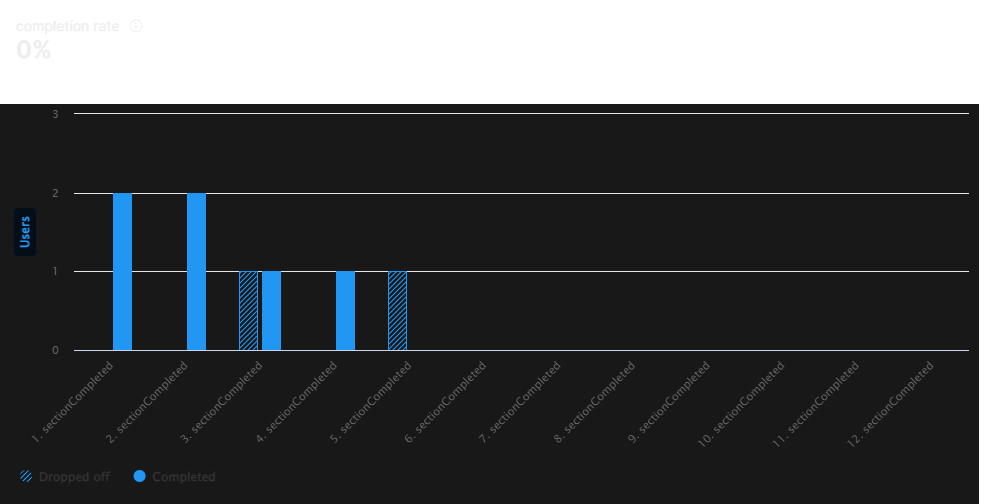 completion rate
0%
3
2
1
0
Users
1. sectionCompleted
2. sectionCompleted
3. sectionCompleted
4. sectionCompleted
5. sectionCompleted
6. sectionCompleted
7. sectionCompleted
8. sectionCompleted
9. sectionCompleted
10. sectionCompleted
11. sectionCompleted
12. sectionCompleted
Dropped off
Completed